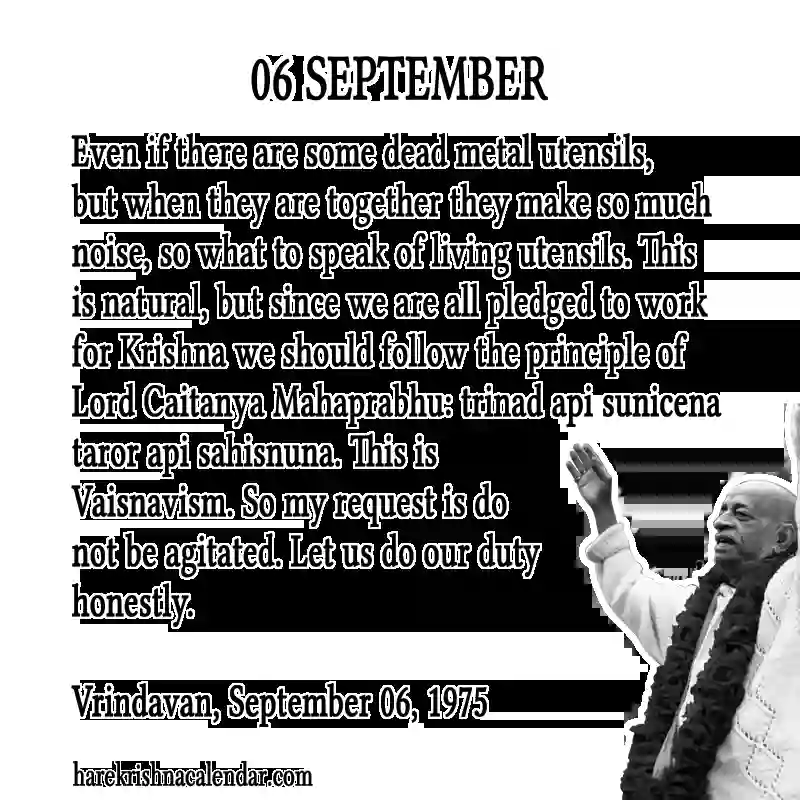 06 SEPTEMBER
Even if there are some dead metal utensils,
but when they are together they make so much
noise, so what to speak of living utensils. This
is natural, but since we are all pledged to work
for Krishna we should follow the principle of
Lord Caitanya Mahaprabhu: trinad api sunicena
taror api sahisnuna. This is
Vaisnavism. So my request is do
not be agitated. Let us do our duty
honestly.
Vrindavan, September 06, 1975
harekrishnacalendar.com